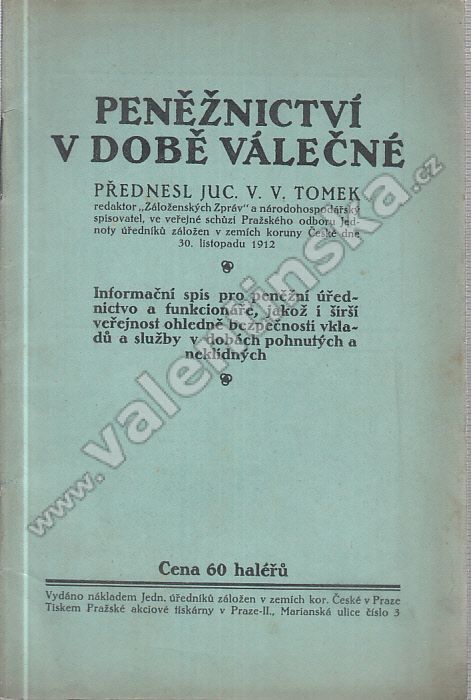 PENĚŽNICTVÍ
V DOBĚ VÁLEČNÉ
PŘEDNESL JUC. V. V. TOMEK
redaktor „Záloženských Zpráv“ a národohospodářský
spisovatel, ve veřejné schůzi Pražského odboru Jed-
noty úředníků záložen v zemích koruny České dne
30. listopadu 1912
Informační spis pro peněžní úřed-
nictvo a funkcionáře, jakož i širší
veřejnost ohledně bezpečnosti vkla-
dů a služby v dobách pohnutých a
neklidných
www.valentinska.cz
Cena 60 haléřů
Vydáno nákladem Jedn. úředníků záložen v zemích kor. České v Praze
Tiskem Pražské akciové tiskárny v Praze-II., Marianská ulice číslo 3